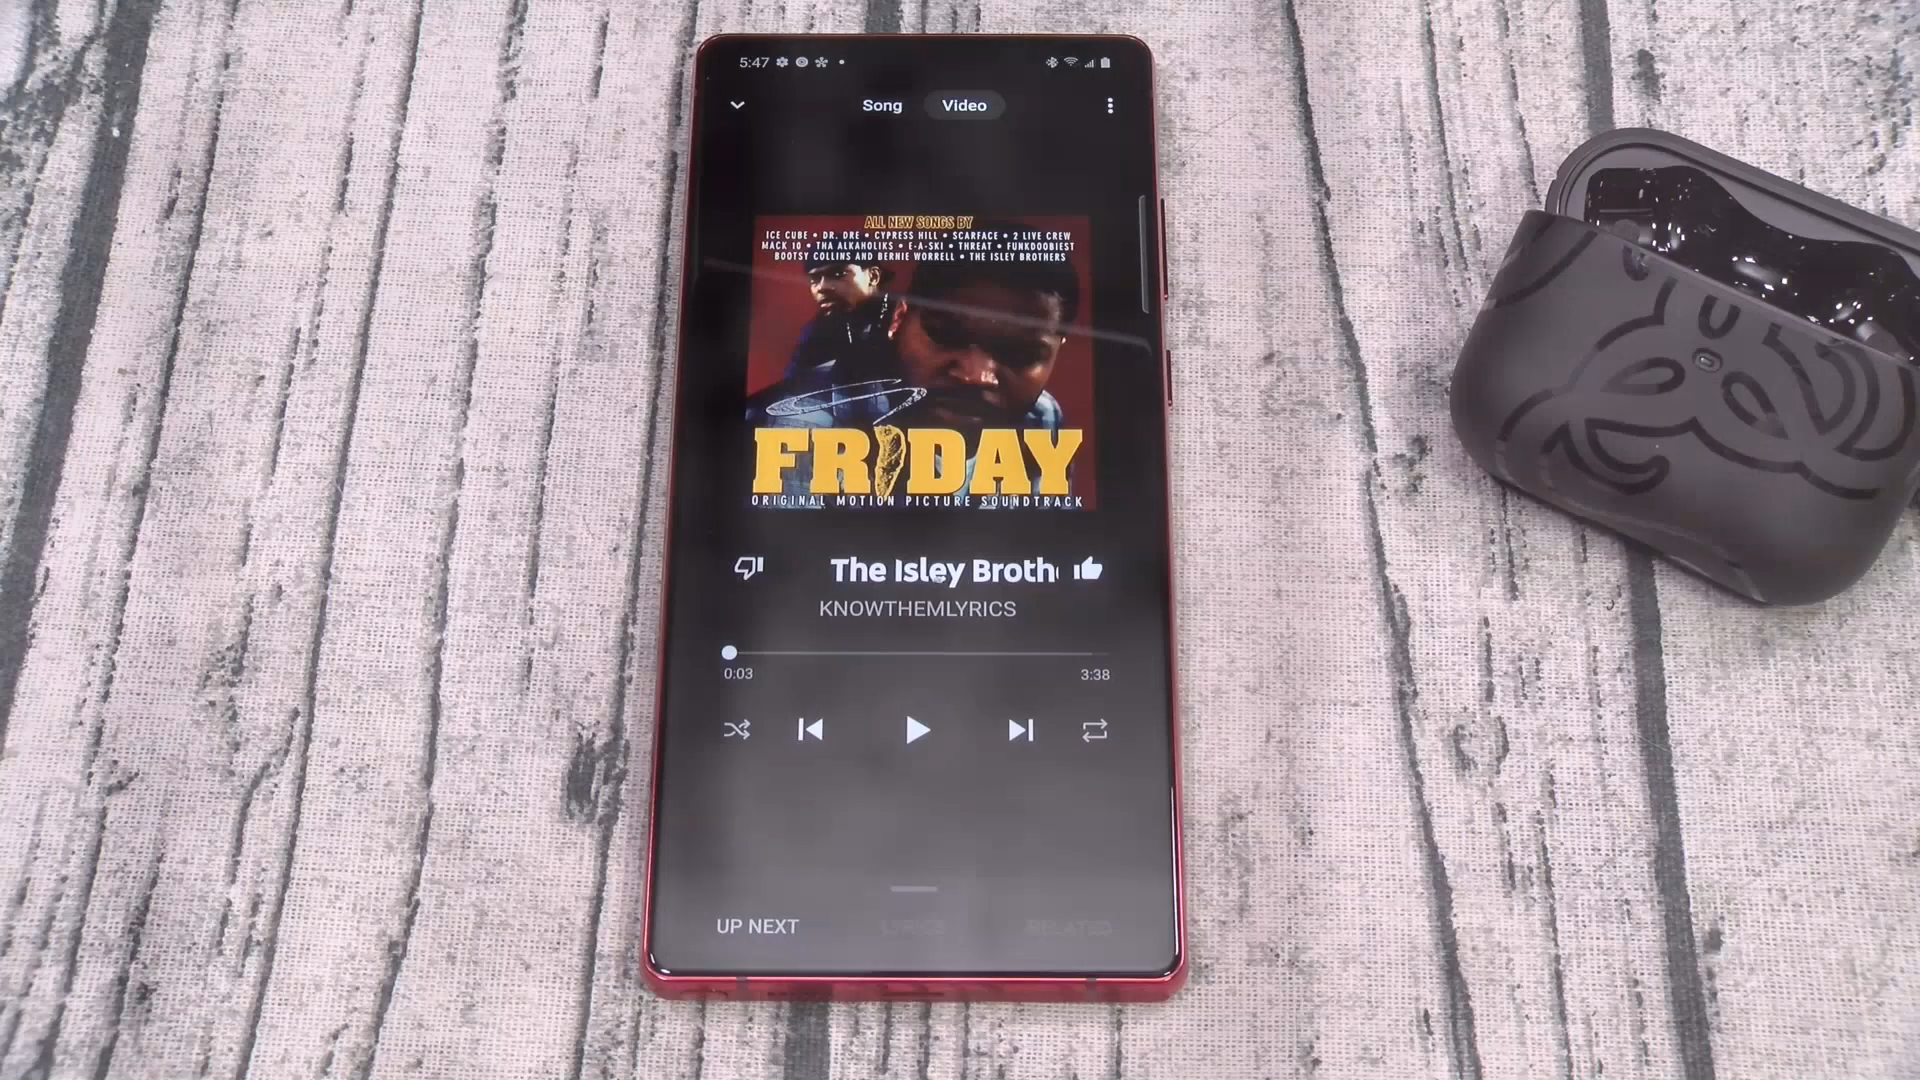 5:47
Song Video
ALL NEW SONGS BY
ICE CUBE • DR. DRE • CYPRESS HILL • SCARFACE • 2 LIVE CREW
MACK 10 • THA ALKAHOLIKS • E-A-SKI • THREAT • FUNKDOOBIEST
BOOTSY COLLINS AND BERNIE WORRELL • THE ISLEY BROTHERS
FRIDAY
ORIGINAL MOTION PICTURE SOUNDTRACK
The Isley Broth
KNOWTHEMLYRICS
0:03 3:38
UP NEXT LYRICS RELATED